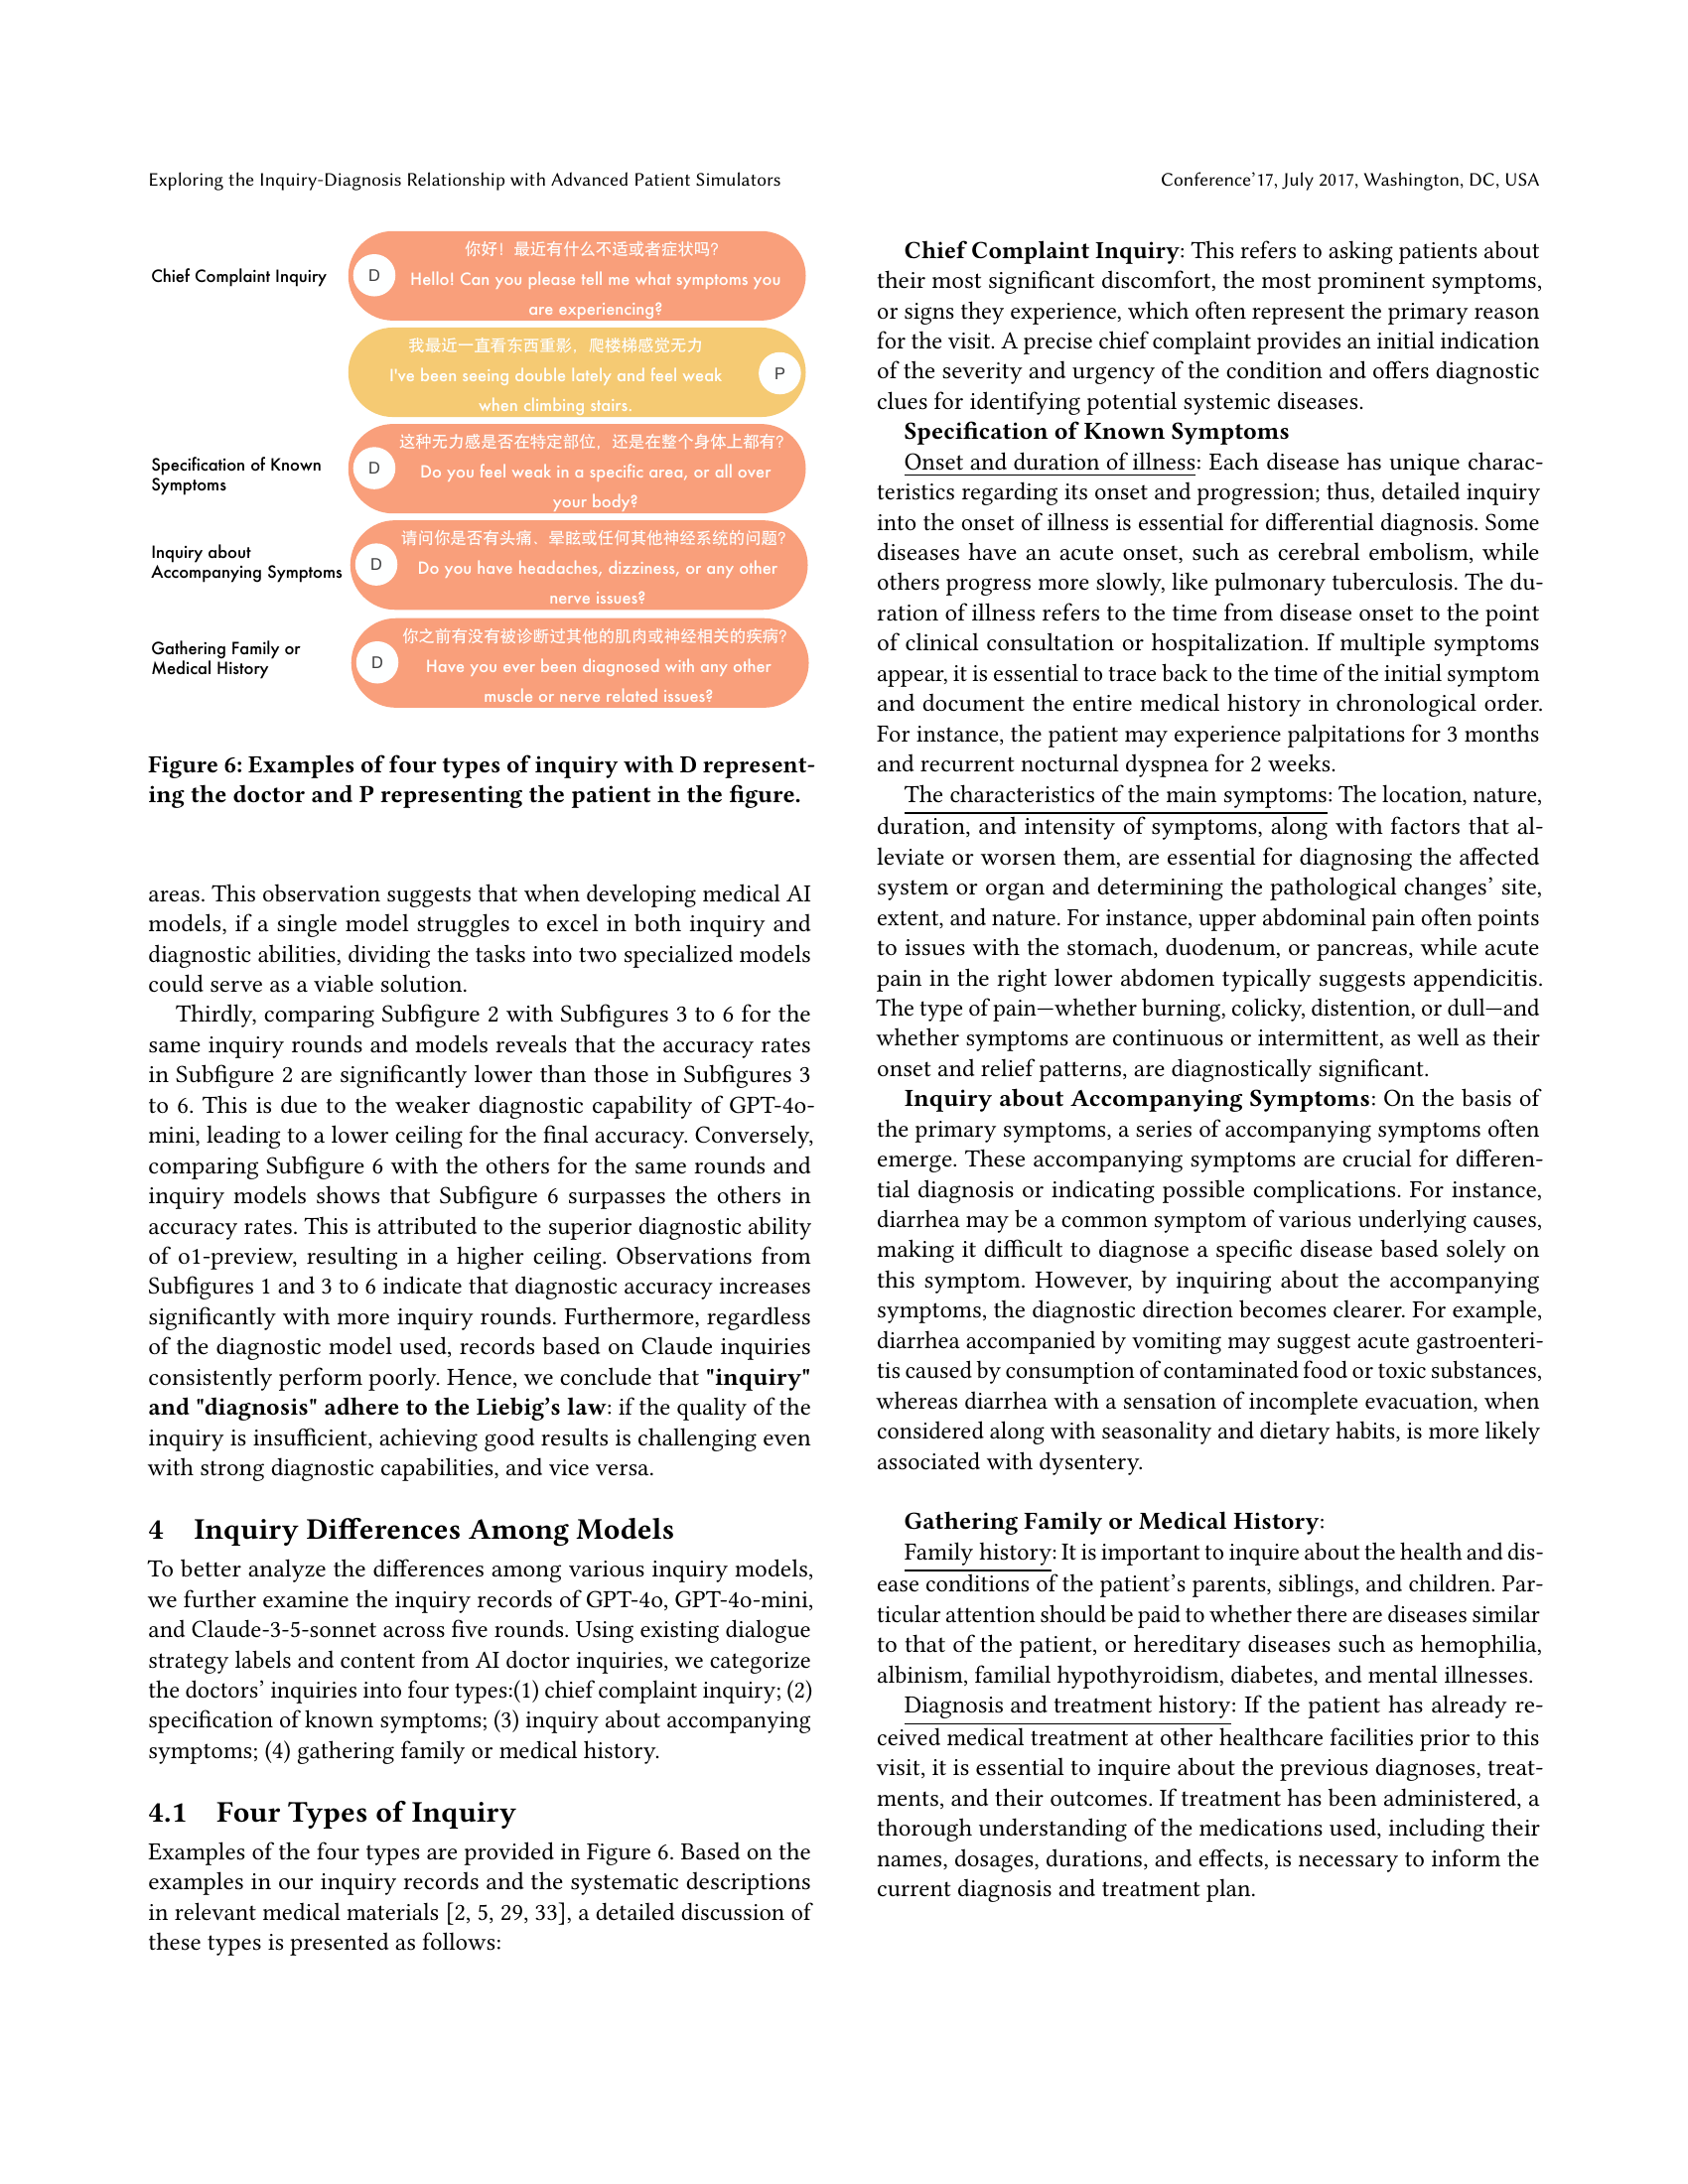 Exploring the Inquiry-Diagnosis Relationship with Advanced Patient Simulators
Conference'17, July 2017, Washington, DC, USA
Chief Complaint Inquiry
D
你好！最近有什么不适或者症状吗？
Hello! Can you please tell me what symptoms you
are experiencing?
我最近一直看东西重影，爬楼梯感觉无力
I've been seeing double lately and feel weak
when climbing stairs.
P
Specification of Known
Symptoms
D
这种无力感是否在特定部位，还是在整个身体上都有？
Do you feel weak in a specific area, or all over
your body?
Inquiry about
Accompanying Symptoms
D
请问你是否有头痛、晕眩或任何其他神经系统的问题？
Do you have headaches, dizziness, or any other
nerve issues?
Gathering Family or
Medical History
D
你之前有没有被诊断过其他的肌肉或神经相关的疾病？
Have you ever been diagnosed with any other
muscle or nerve related issues?
Figure 6: Examples of four types of inquiry with D represent-
ing the doctor and P representing the patient in the figure.
areas. This observation suggests that when developing medical AI
models, if a single model struggles to excel in both inquiry and
diagnostic abilities, dividing the tasks into two specialized models
could serve as a viable solution.
Thirdly, comparing Subfigure 2 with Subfigures 3 to 6 for the
same inquiry rounds and models reveals that the accuracy rates
in Subfigure 2 are significantly lower than those in Subfigures 3
to 6. This is due to the weaker diagnostic capability of GPT-4o-
mini, leading to a lower ceiling for the final accuracy. Conversely,
comparing Subfigure 6 with the others for the same rounds and
inquiry models shows that Subfigure 6 surpasses the others in
accuracy rates. This is attributed to the superior diagnostic ability
of o1-preview, resulting in a higher ceiling. Observations from
Subfigures 1 and 3 to 6 indicate that diagnostic accuracy increases
significantly with more inquiry rounds. Furthermore, regardless
of the diagnostic model used, records based on Claude inquiries
consistently perform poorly. Hence, we conclude that "inquiry"
and "diagnosis" adhere to the Liebig's law: if the quality of the
inquiry is insufficient, achieving good results is challenging even
with strong diagnostic capabilities, and vice versa.
4 Inquiry Differences Among Models
To better analyze the differences among various inquiry models,
we further examine the inquiry records of GPT-4o, GPT-4o-mini,
and Claude-3-5-sonnet across five rounds. Using existing dialogue
strategy labels and content from AI doctor inquiries, we categorize
the doctors' inquiries into four types:(1) chief complaint inquiry; (2)
specification of known symptoms; (3) inquiry about accompanying
symptoms; (4) gathering family or medical history.
4.1 Four Types of Inquiry
Examples of the four types are provided in Figure 6. Based on the
examples in our inquiry records and the systematic descriptions
in relevant medical materials [2, 5, 29, 33], a detailed discussion of
these types is presented as follows:
Chief Complaint Inquiry: This refers to asking patients about
their most significant discomfort, the most prominent symptoms,
or signs they experience, which often represent the primary reason
for the visit. A precise chief complaint provides an initial indication
of the severity and urgency of the condition and offers diagnostic
clues for identifying potential systemic diseases.
Specification of Known Symptoms
Onset and duration of illness: Each disease has unique charac-
teristics regarding its onset and progression; thus, detailed inquiry
into the onset of illness is essential for differential diagnosis. Some
diseases have an acute onset, such as cerebral embolism, while
others progress more slowly, like pulmonary tuberculosis. The du-
ration of illness refers to the time from disease onset to the point
of clinical consultation or hospitalization. If multiple symptoms
appear, it is essential to trace back to the time of the initial symptom
and document the entire medical history in chronological order.
For instance, the patient may experience palpitations for 3 months
and recurrent nocturnal dyspnea for 2 weeks.
The characteristics of the main symptoms: The location, nature,
duration, and intensity of symptoms, along with factors that al-
leviate or worsen them, are essential for diagnosing the affected
system or organ and determining the pathological changes' site,
extent, and nature. For instance, upper abdominal pain often points
to issues with the stomach, duodenum, or pancreas, while acute
pain in the right lower abdomen typically suggests appendicitis.
The type of pain—whether burning, colicky, distention, or dull—and
whether symptoms are continuous or intermittent, as well as their
onset and relief patterns, are diagnostically significant.
Inquiry about Accompanying Symptoms: On the basis of
the primary symptoms, a series of accompanying symptoms often
emerge. These accompanying symptoms are crucial for differen-
tial diagnosis or indicating possible complications. For instance,
diarrhea may be a common symptom of various underlying causes,
making it difficult to diagnose a specific disease based solely on
this symptom. However, by inquiring about the accompanying
symptoms, the diagnostic direction becomes clearer. For example,
diarrhea accompanied by vomiting may suggest acute gastroenteri-
tis caused by consumption of contaminated food or toxic substances,
whereas diarrhea with a sensation of incomplete evacuation, when
considered along with seasonality and dietary habits, is more likely
associated with dysentery.
Gathering Family or Medical History:
Family history: It is important to inquire about the health and dis-
ease conditions of the patient's parents, siblings, and children. Par-
ticular attention should be paid to whether there are diseases similar
to that of the patient, or hereditary diseases such as hemophilia,
albinism, familial hypothyroidism, diabetes, and mental illnesses.
Diagnosis and treatment history: If the patient has already re-
ceived medical treatment at other healthcare facilities prior to this
visit, it is essential to inquire about the previous diagnoses, treat-
ments, and their outcomes. If treatment has been administered, a
thorough understanding of the medications used, including their
names, dosages, durations, and effects, is necessary to inform the
current diagnosis and treatment plan.